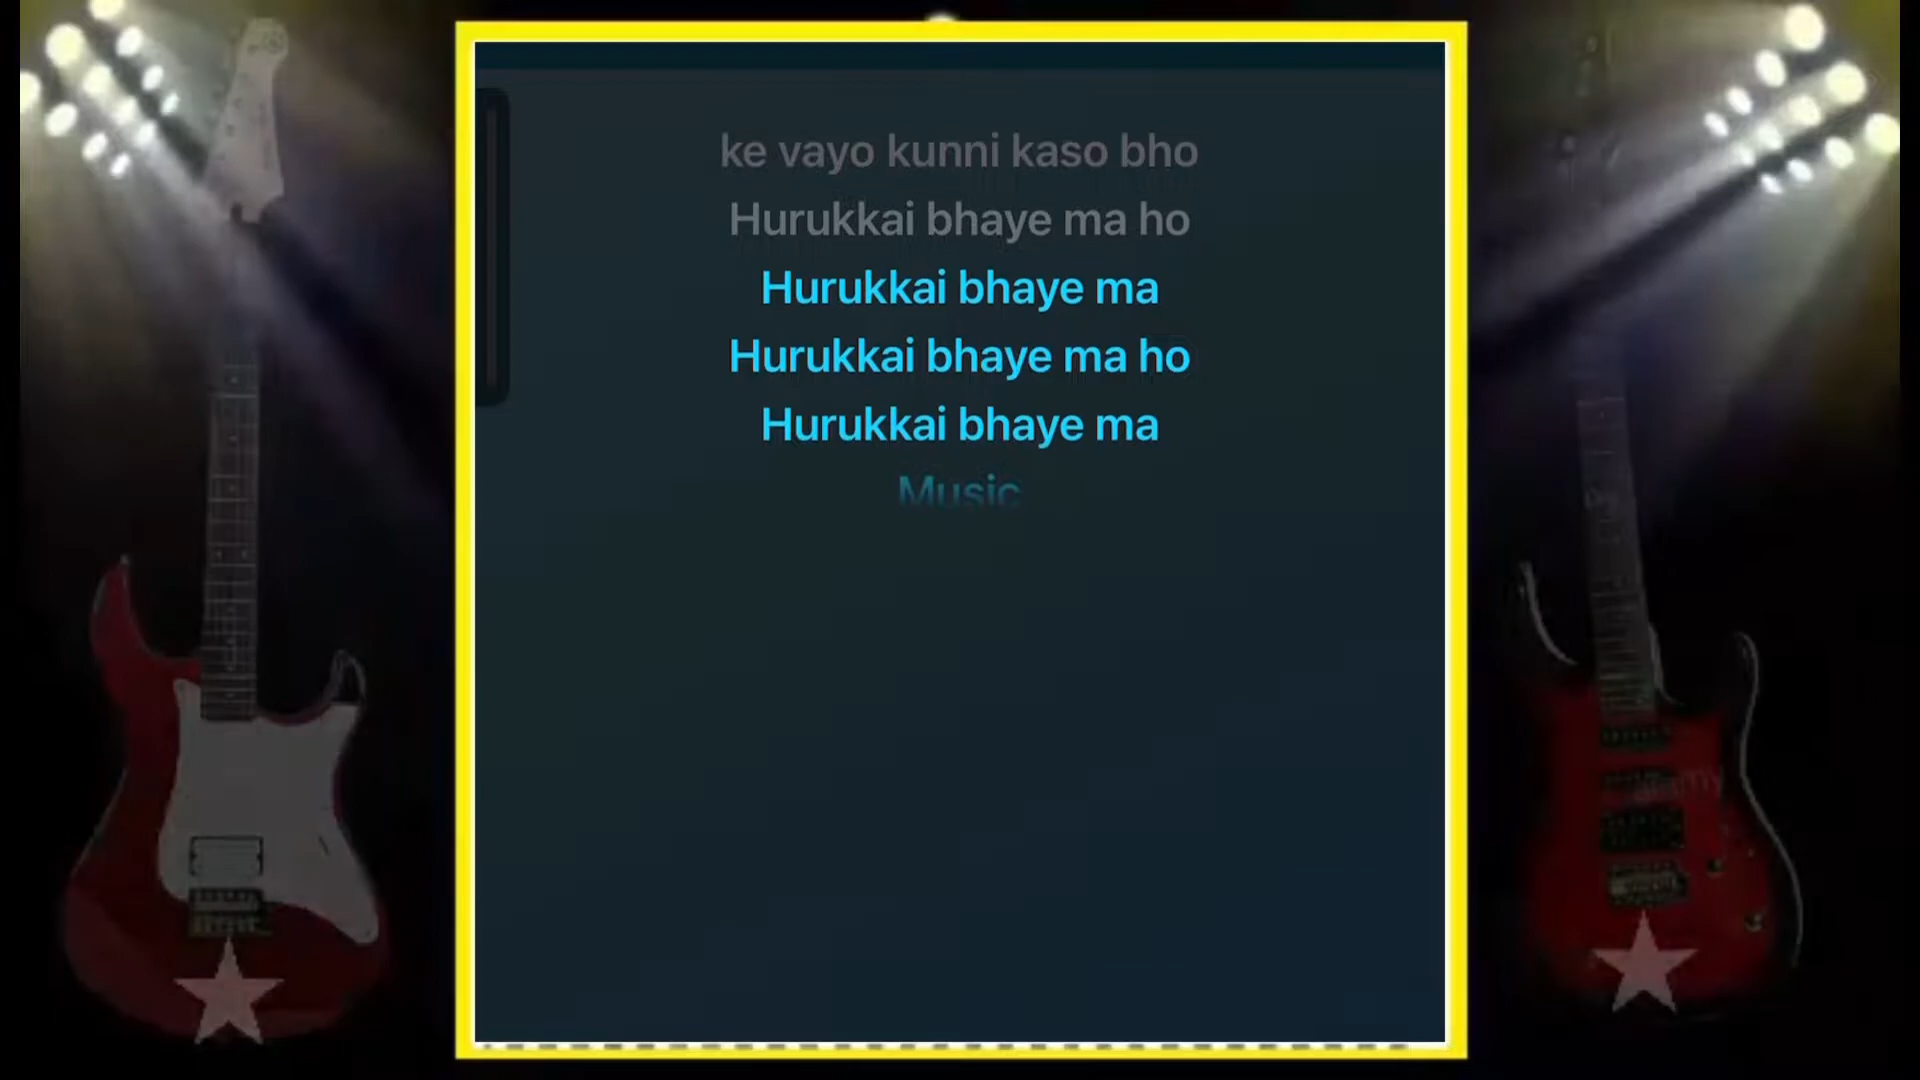 ke vayo kunni kaso bho
Hurukkai bhaye ma ho
Hurukkai bhaye ma
Hurukkai bhaye ma ho
Hurukkai bhaye ma
Music
alamy